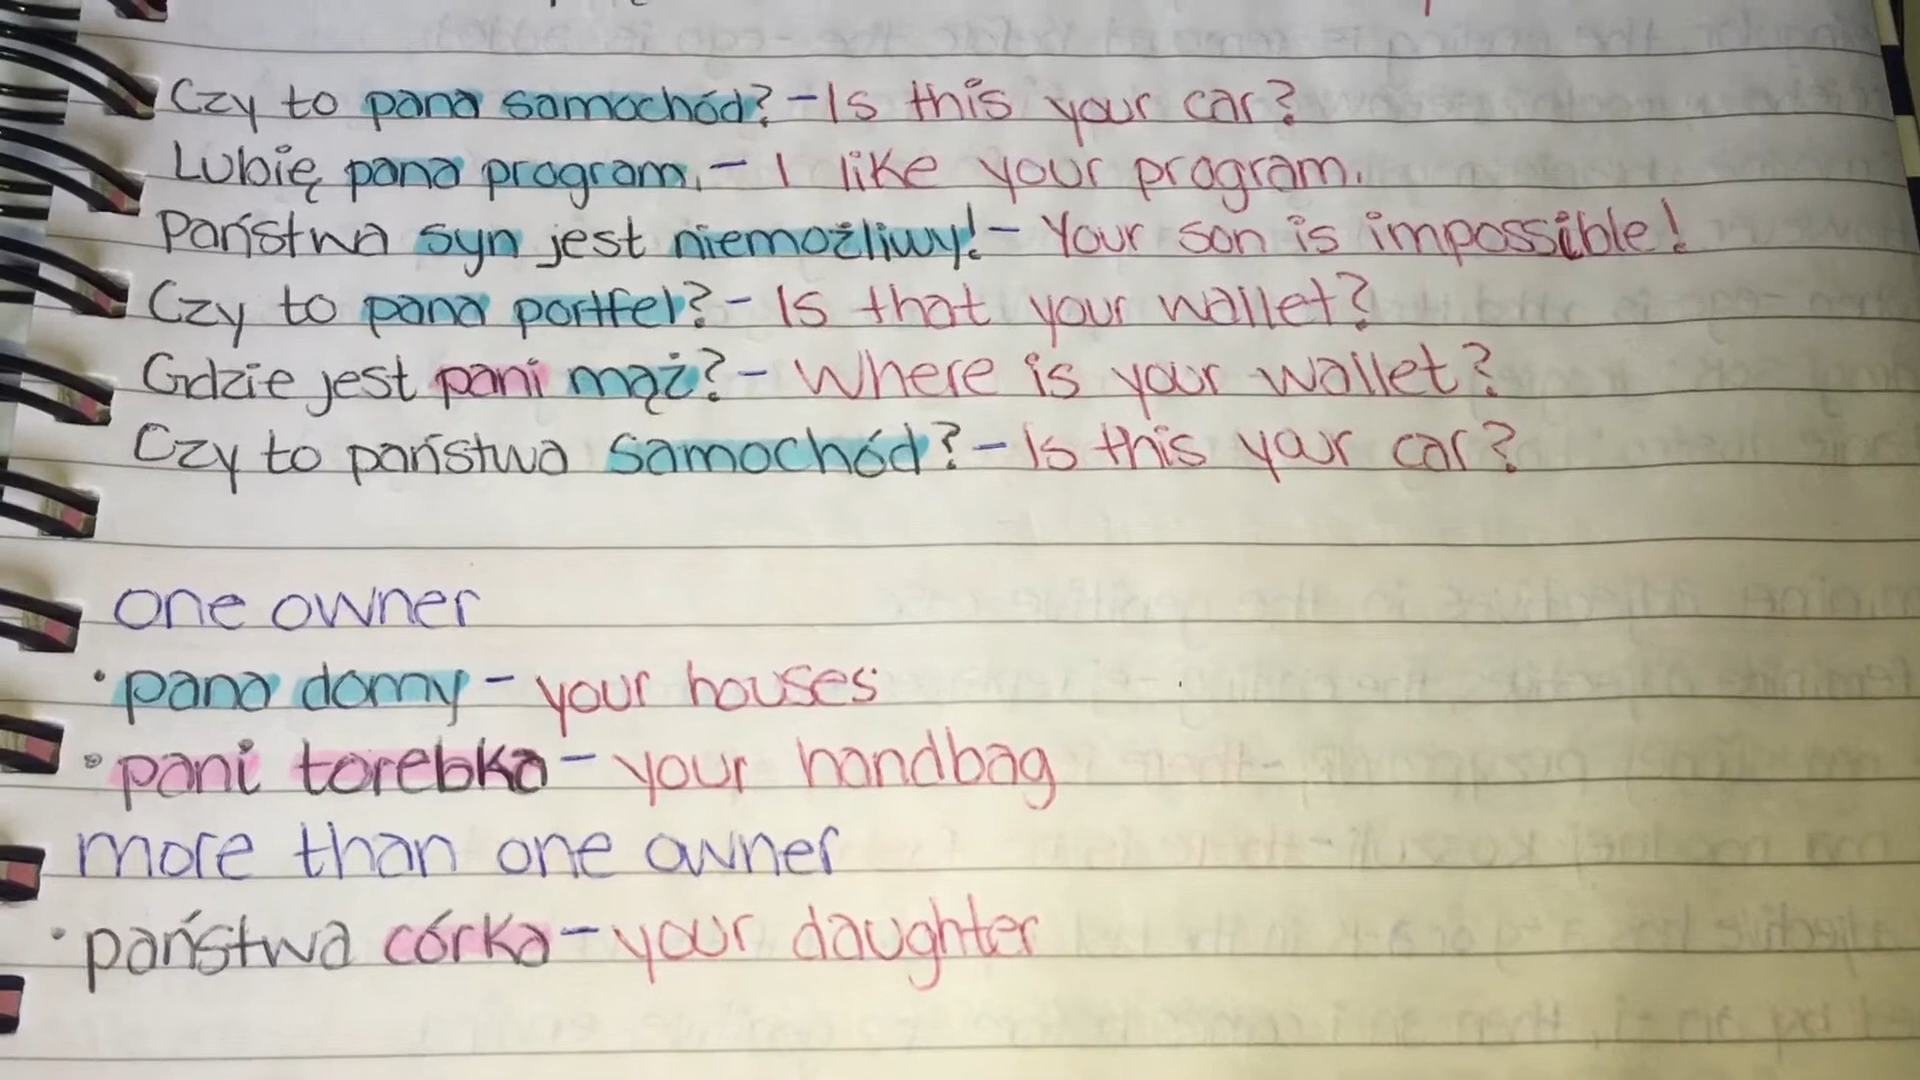 Czy to pana samochód? - Is this your car?
Lubię pana program. - I like your program.
Państwa syn jest niemożliwy! - Your son is impossible!
Czy to pana portfel? - Is that your wallet?
Gdzie jest pani mąż? - Where is your wallet?
Czy to państwa samochód? - Is this your car?
one owner
• pana domy - your houses
• pani torebka - your handbag
more than one owner
• państwa córka - your daughter